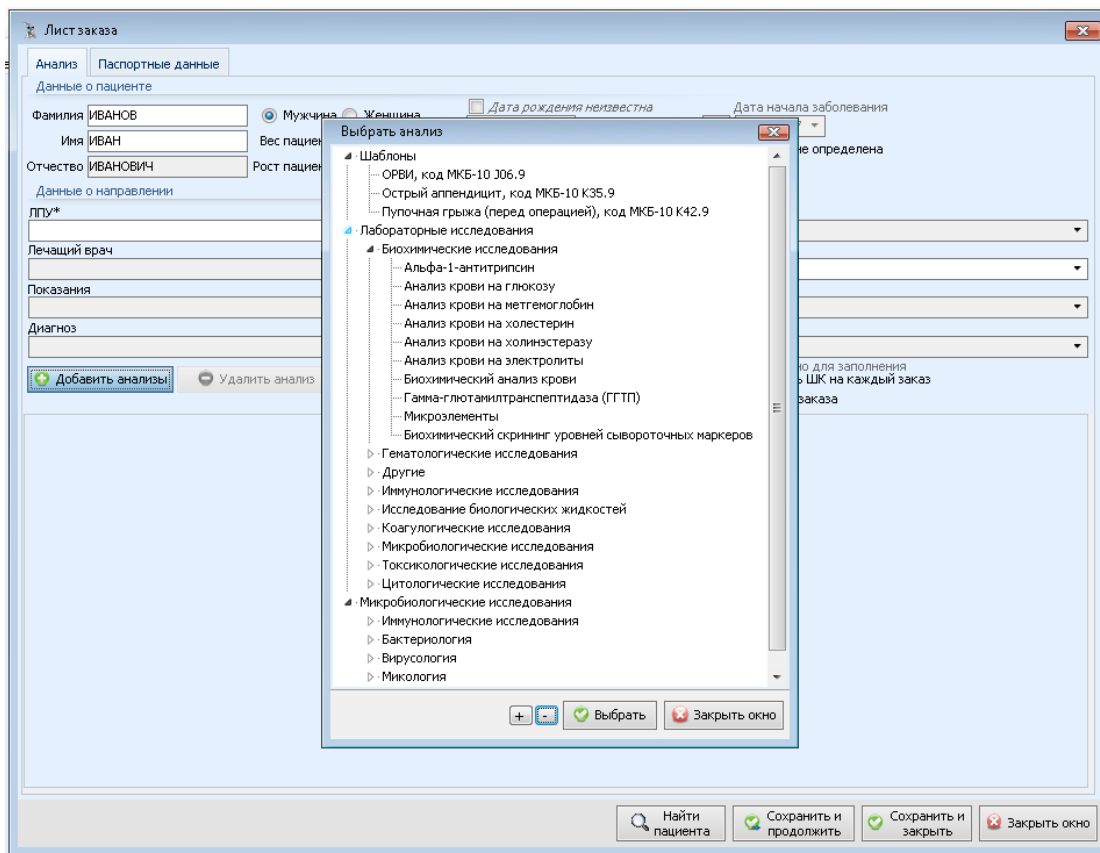 Лист заказа
Анализ Паспортные данные
Данные о пациенте
Фамилия ИВАНОВ Мужчина Женщина Дата рождения неизвестна Дата начала заболевания
Имя ИВАН Вес пациен не определена
Отчество ИВАНОВИЧ Рост пациен
Данные о направлении
ЛПУ*
Лечащий врач
Показания
Диагноз
Добавить анализы Удалить анализ но для заполнения
ь ШК на каждый заказ
заказа
Выбрать анализ
Шаблоны
ОРВИ, код МКБ-10 J06.9
Острый аппендицит, код МКБ-10 K35.9
Пупочная грыжа (перед операцией), код МКБ-10 K42.9
Лабораторные исследования
Биохимические исследования
Альфа-1-антитрипсин
Анализ крови на глюкозу
Анализ крови на метгемоглобин
Анализ крови на холестерин
Анализ крови на холинэстеразу
Анализ крови на электролиты
Биохимический анализ крови
Гамма-глютамилтранспептидаза (ГГТП)
Микроэлементы
Биохимический скрининг уровней сывороточных маркеров
Гематологические исследования
Другие
Иммунологические исследования
Исследование биологических жидкостей
Коагулогические исследования
Микробиологические исследования
Токсикологические исследования
Цитологические исследования
Микробиологические исследования
Иммунологические исследования
Бактериология
Вирусология
Микология
+ - Выбрать Закрыть окно
Найти пациента Сохранить и продолжить Сохранить и закрыть Закрыть окно